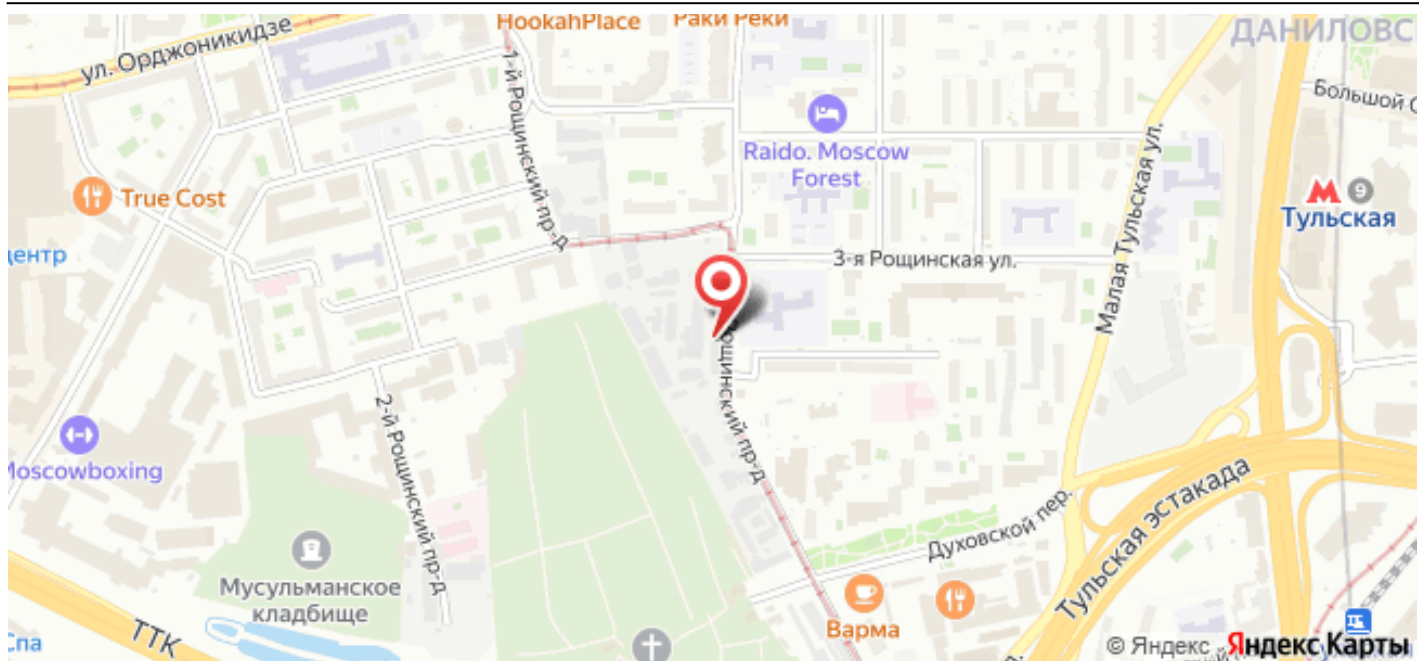 HookahPlace
Раки Реки
ДАНИЛОВС
ул. Орджоникидзе
1-й Рощинский пр-д
Большой С
Raido. Moscow
Forest
Малая Тульская ул.
True Cost
9
Тульская
центр
3-я Рощинская ул.
Рощинский пр-д
2-й Рощинский пр-д
Moscowboxing
Тульская эстакада
Духовской пер.
Мусульманское
кладбище
ТТК
Спа
Варма
© Яндекс Яндекс Карты